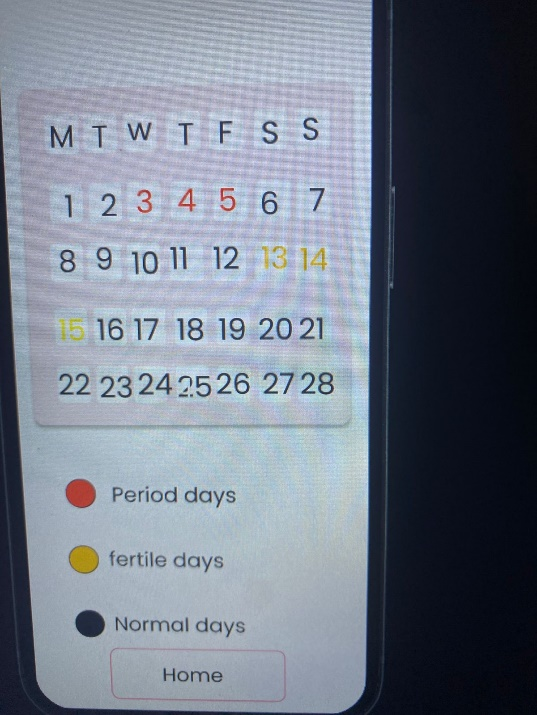 M T W T F S S
1 2 3 4 5 6 7
8 9 10 11 12 13 14
15 16 17 18 19 20 21
22 23 24 25 26 27 28
Period days
fertile days
Normal days
Home